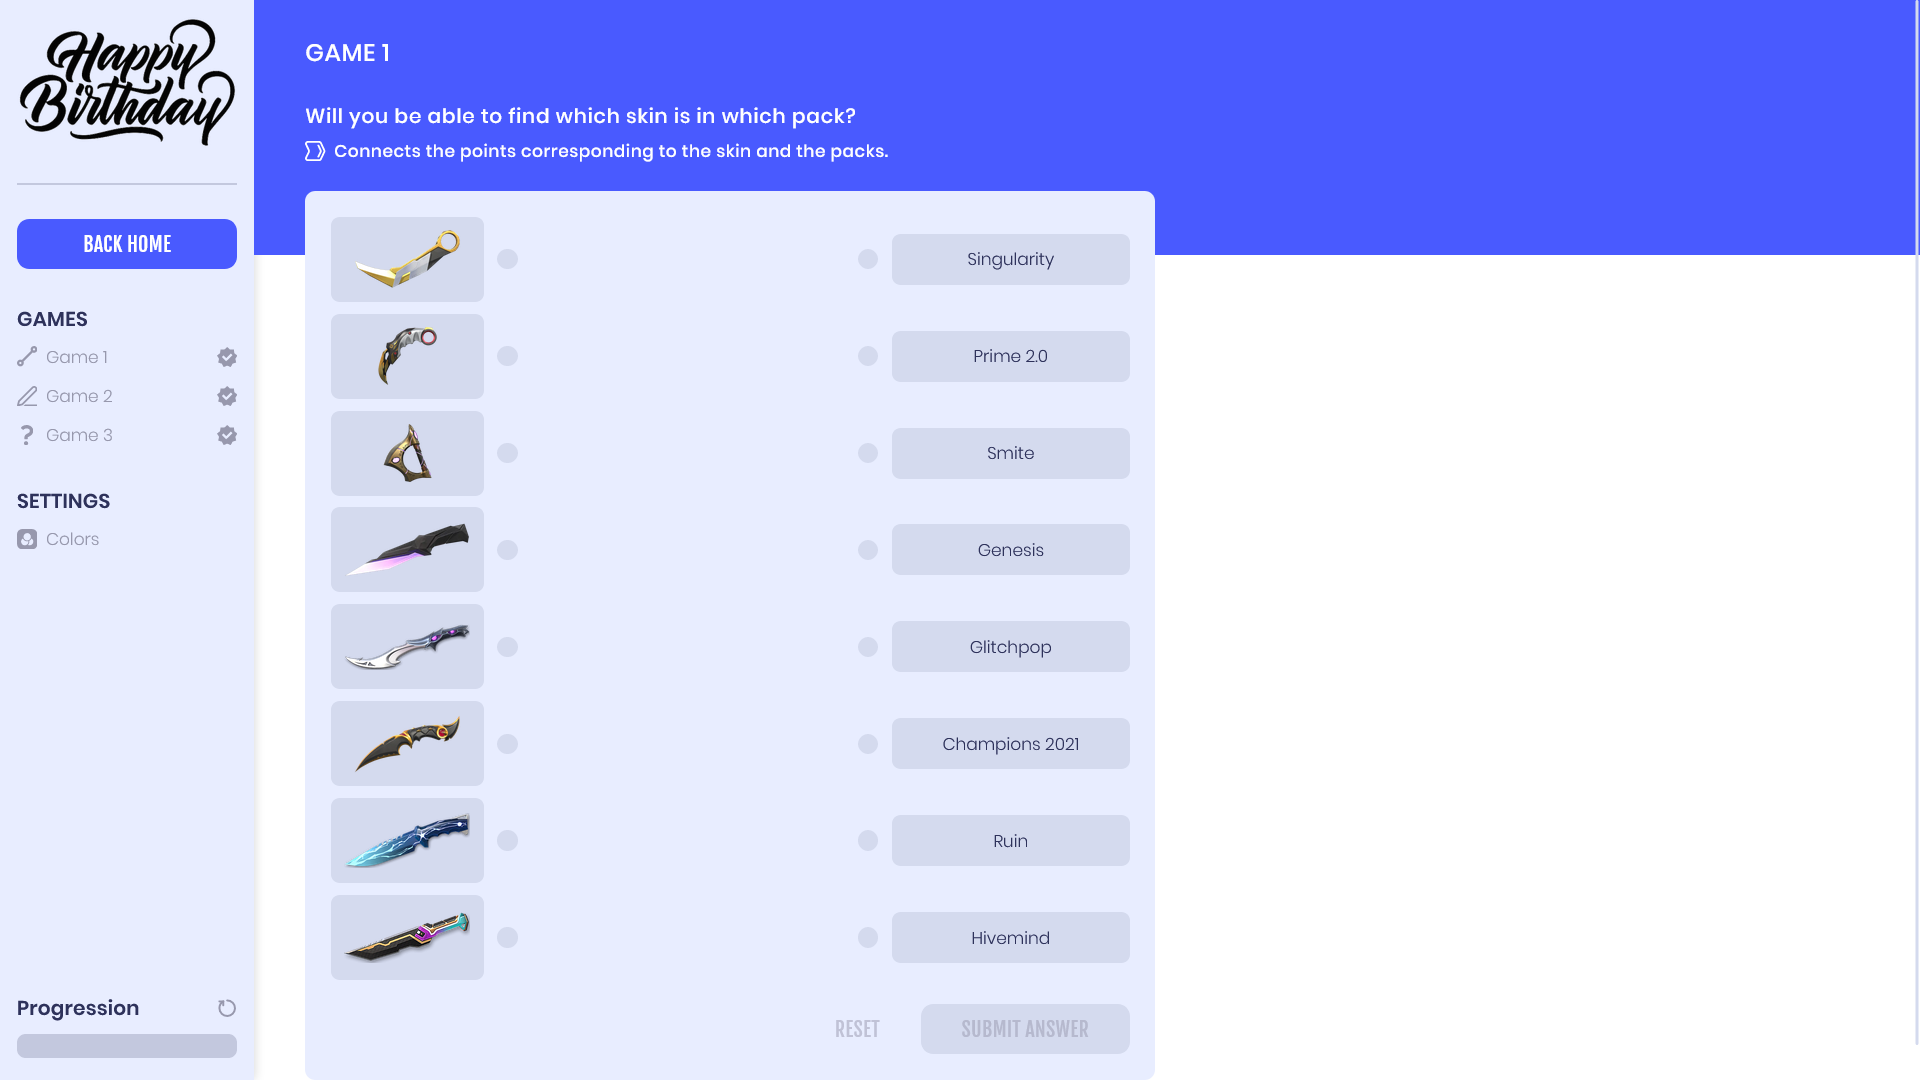 Happy
Birthday
BACK HOME
GAMES
Game 1
Game 2
Game 3
SETTINGS
Colors
Progression
GAME 1
Will you be able to find which skin is in which pack?
Connects the points corresponding to the skin and the packs.
Singularity
Prime 2.0
Smite
Genesis
Glitchpop
Champions 2021
Ruin
Hivemind
RESET
SUBMIT ANSWER